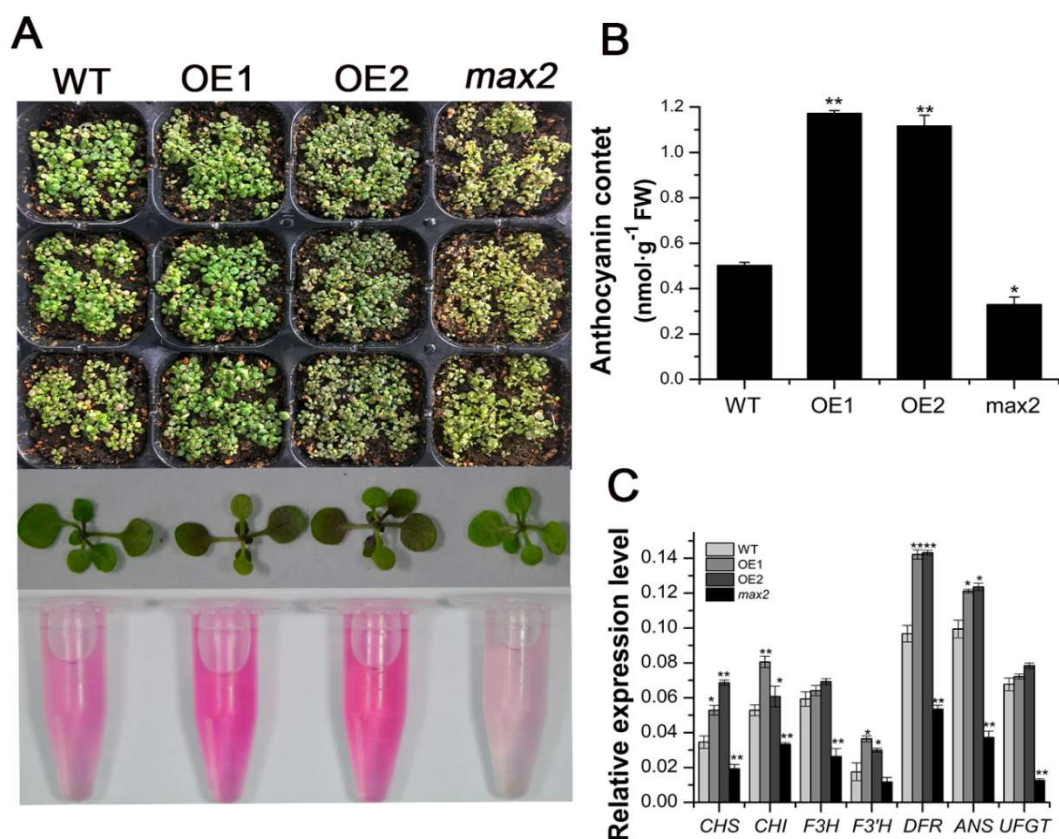 A
WT OE1 OE2 max2
B
Anthocyanin contet
(nmol·g⁻¹ FW)
1.2
1.0
0.8
0.6
0.4
0.2
0.0
** ** *
WT OE1 OE2 max2
C
Relative expression level
0.14
0.12
0.10
0.08
0.06
0.04
0.02
0.00
WT
OE1
OE2
max2
* ** **
** * **
**
* *
** ** **
* * **
**
CHS CHI F3H F3'H DFR ANS UFGT